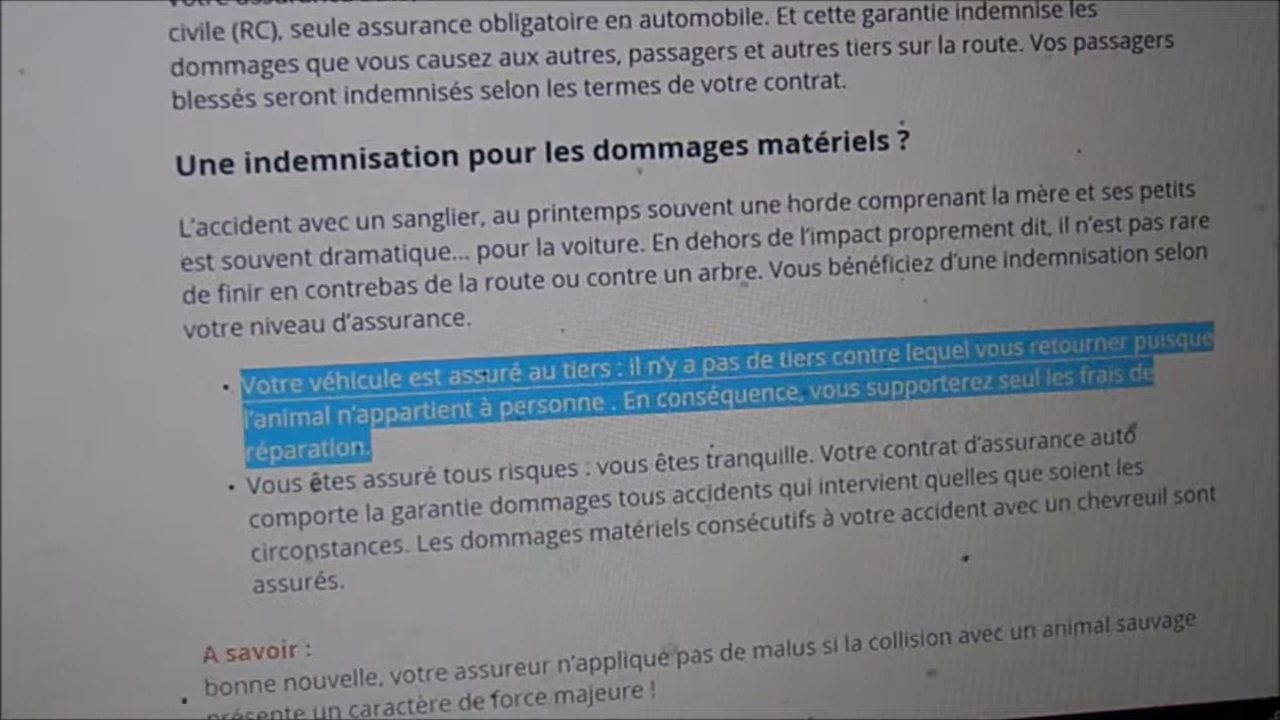 civile (RC), seule assurance obligatoire en automobile. Et cette garantie indemnise les
dommages que vous causez aux autres, passagers et autres tiers sur la route. Vos passagers
blessés seront indemnisés selon les termes de votre contrat.
Une indemnisation pour les dommages matériels ?
L'accident avec un sanglier, au printemps souvent une horde comprenant la mère et ses petits
est souvent dramatique... pour la voiture. En dehors de l'impact proprement dit, il n'est pas rare
de finir en contrebas de la route ou contre un arbre. Vous bénéficiez d'une indemnisation selon
votre niveau d'assurance.
• Votre véhicule est assuré au tiers : il n'y a pas de tiers contre lequel vous retourner puisque
l'animal n'appartient à personne . En conséquence, vous supporterez seul les frais de
réparation.
• Vous êtes assuré tous risques : vous êtes tranquille. Votre contrat d'assurance auto
comporte la garantie dommages tous accidents qui intervient quelles que soient les
circonstances. Les dommages matériels consécutifs à votre accident avec un chevreuil sont
assurés.
A savoir :
bonne nouvelle, votre assureur n'applique pas de malus si la collision avec un animal sauvage
présente un caractère de force majeure !